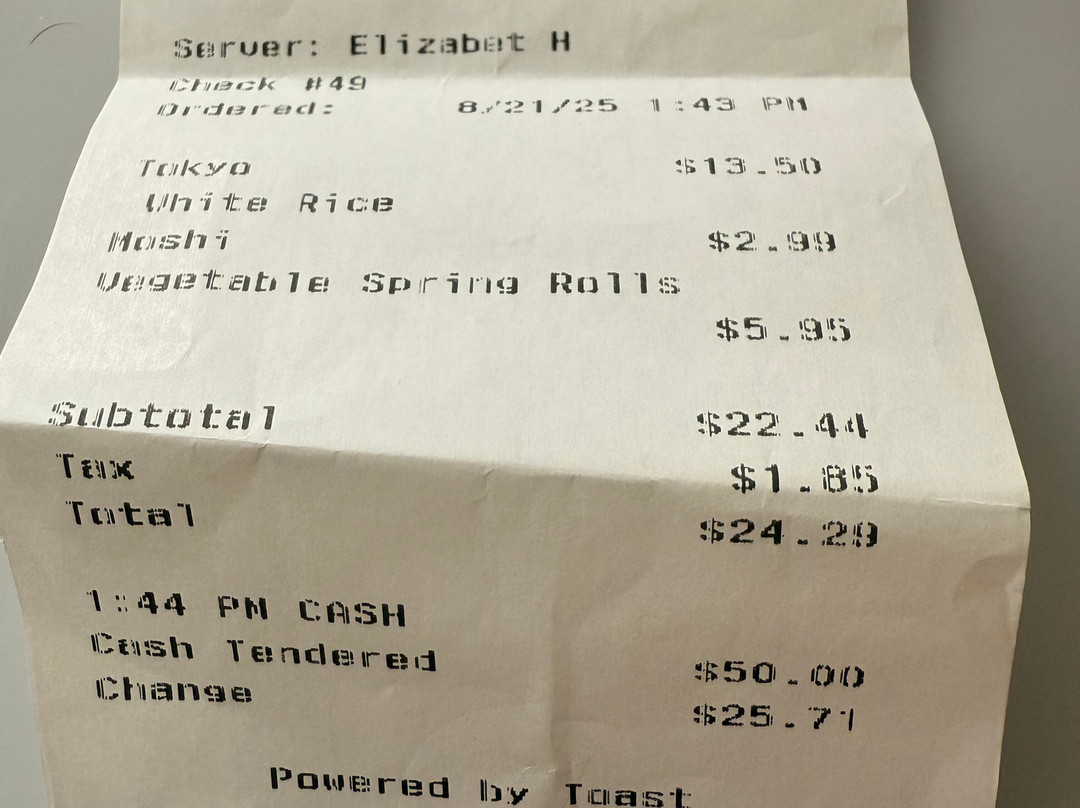 Server: Elizabet H
Check #49
Ordered: 8/21/25 1:43 PM
Tokyo $13.50
White Rice
Moshi $2.99
Vegetable Spring Rolls
$5.95
Subtotal $22.44
Tax $1.85
Total $24.29
1:44 PM CASH
Cash Tendered $50.00
Change $25.71
Powered by Toast